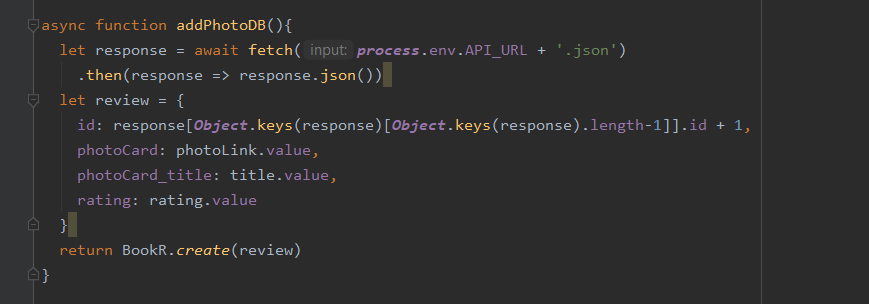 async function addPhotoDB(){
let response = await fetch( input: process.env.API_URL + '.json')
.then(response => response.json())
let review = {
id: response[Object.keys(response)[Object.keys(response).length-1]].id + 1,
photoCard: photoLink.value,
photoCard_title: title.value,
rating: rating.value
}
return BookR.create(review)
}